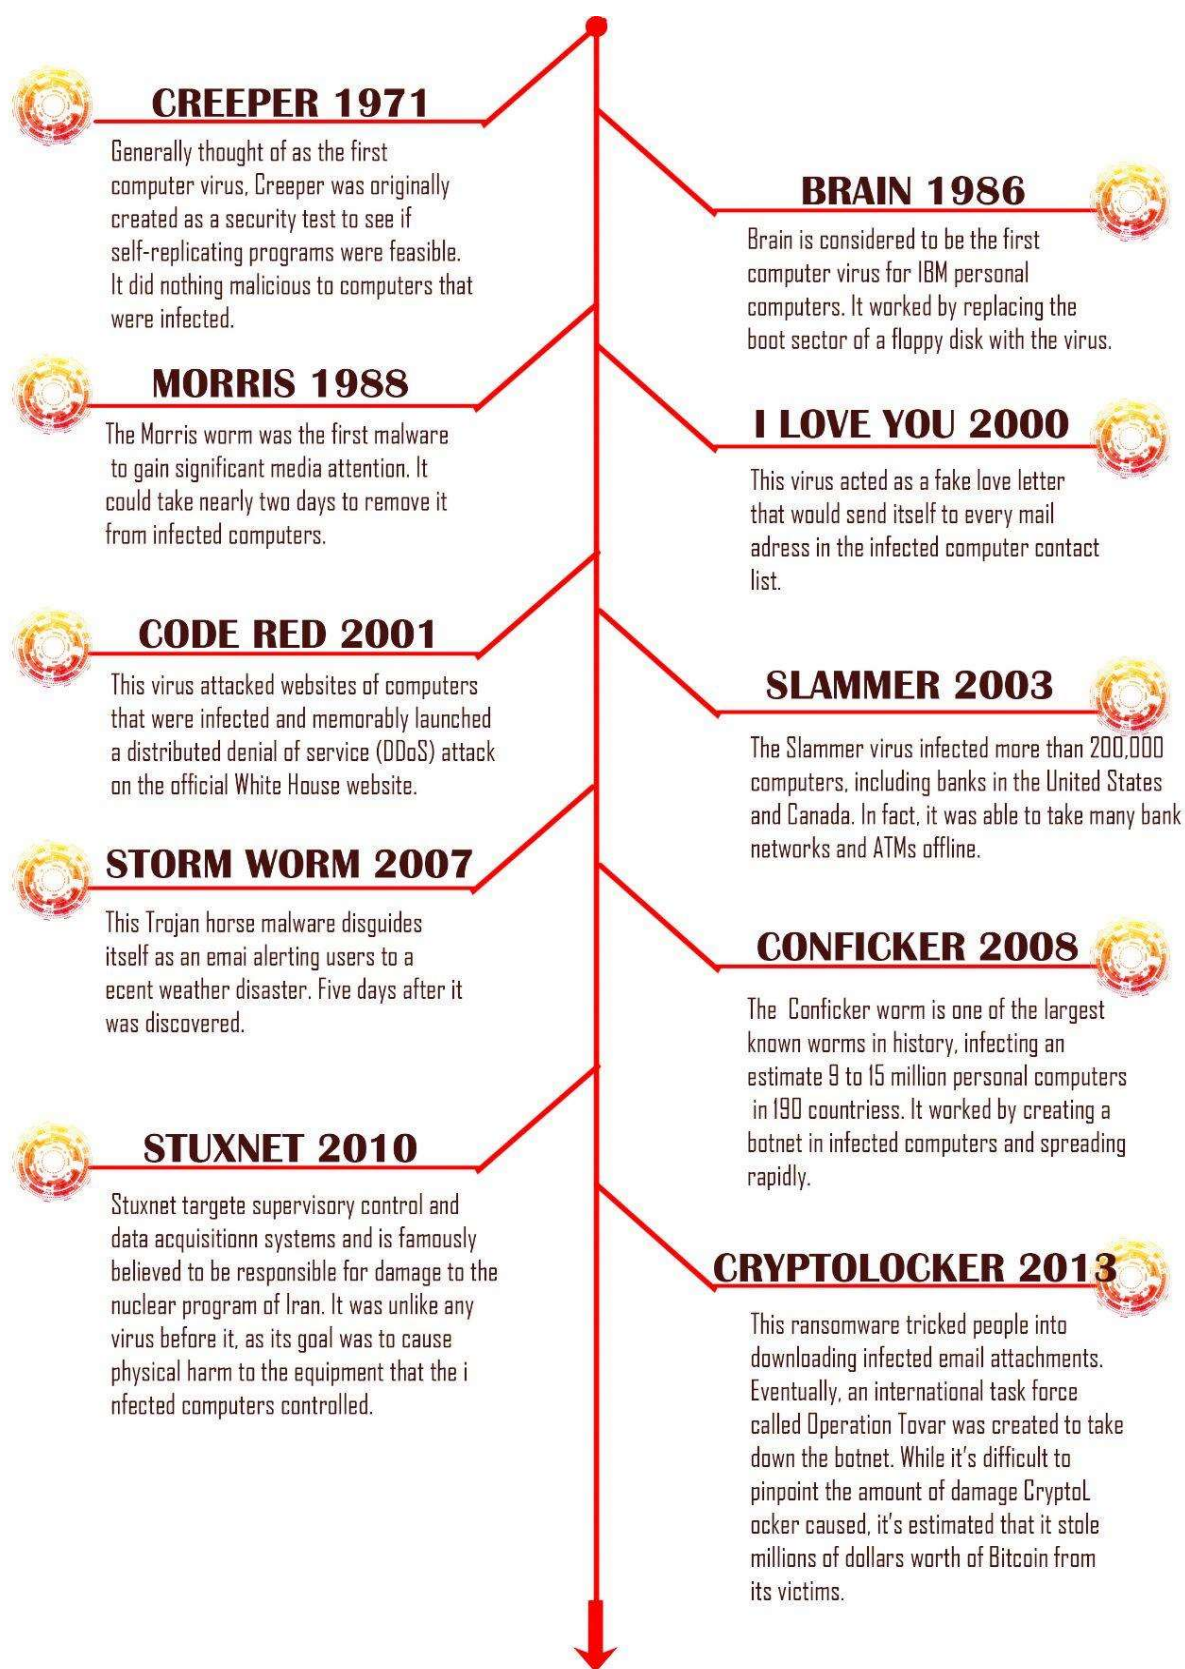 CREEPER 1971
Generally thought of as the first
computer virus, Creeper was originally
created as a security test to see if
self-replicating programs were feasible.
It did nothing malicious to computers that
were infected.
BRAIN 1986
Brain is considered to be the first
computer virus for IBM personal
computers. It worked by replacing the
boot sector of a floppy disk with the virus.
MORRIS 1988
The Morris worm was the first malware
to gain significant media attention. It
could take nearly two days to remove it
from infected computers.
I LOVE YOU 2000
This virus acted as a fake love letter
that would send itself to every mail
adress in the infected computer contact
list.
CODE RED 2001
This virus attacked websites of computers
that were infected and memorably launched
a distributed denial of service (DDoS) attack
on the official White House website.
SLAMMER 2003
The Slammer virus infected more than 200,000
computers, including banks in the United States
and Canada. In fact, it was able to take many bank
networks and ATMs offline.
STORM WORM 2007
This Trojan horse malware disguides
itself as an emai alerting users to a
ecent weather disaster. Five days after it
was discovered.
CONFICKER 2008
The Conficker worm is one of the largest
known worms in history, infecting an
estimate 9 to 15 million personal computers
in 190 countriess. It worked by creating a
botnet in infected computers and spreading
rapidly.
STUXNET 2010
Stuxnet targete supervisory control and
data acquisitionn systems and is famously
believed to be responsible for damage to the
nuclear program of Iran. It was unlike any
virus before it, as its goal was to cause
physical harm to the equipment that the i
nfected computers controlled.
CRYPTOLOCKER 2013
This ransomware tricked people into
downloading infected email attachments.
Eventually, an international task force
called Operation Tovar was created to take
down the botnet. While it's difficult to
pinpoint the amount of damage CryptoL
ocker caused, it's estimated that it stole
millions of dollars worth of Bitcoin from
its victims.